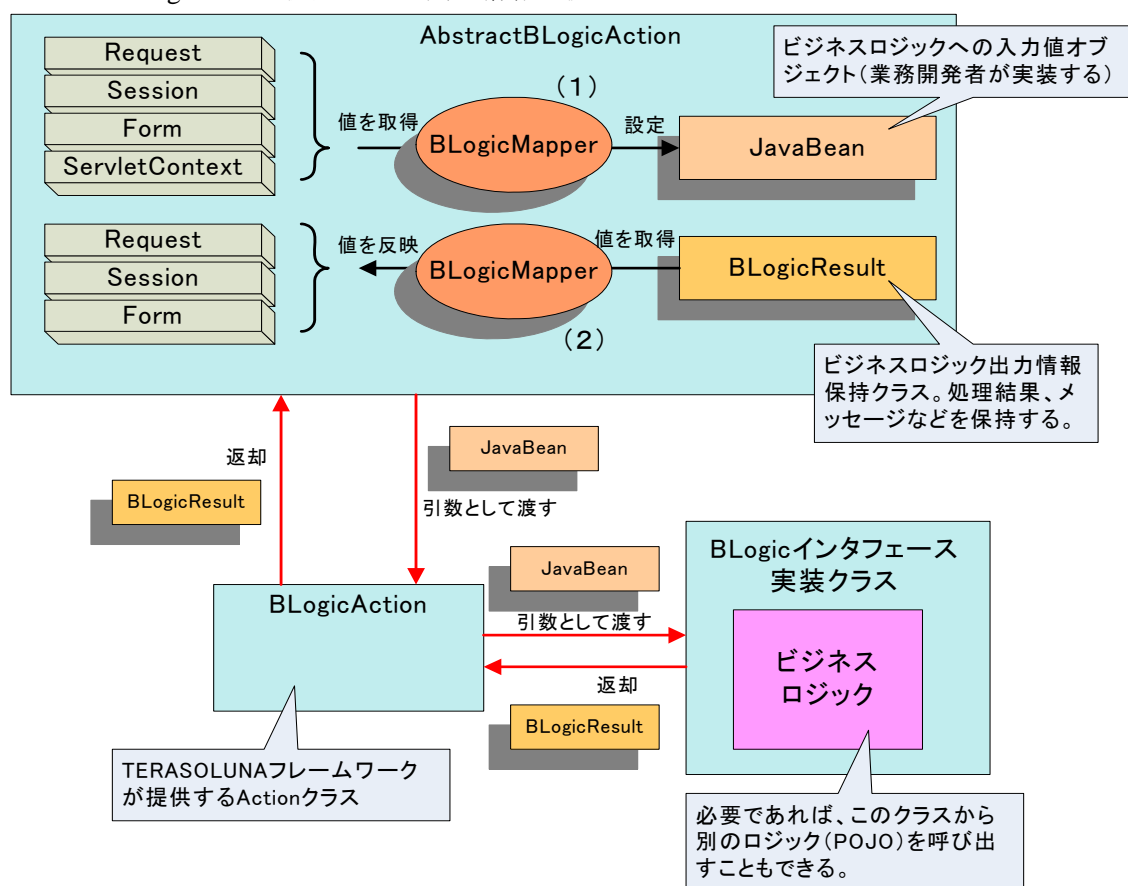 AbstractBLogicAction
Request
Session
Form
ServletContext
値を取得
(1)
BLogicMapper
設定
JavaBean
ビジネスロジックへの入力値オブ
ジェクト(業務開発者が実装する)
Request
Session
Form
値を反映
BLogicMapper
(2)
値を取得
BLogicResult
ビジネスロジック出力情報
保持クラス。処理結果、メ
ッセージなどを保持する。
返却
BLogicResult
JavaBean
引数として渡す
BLogicAction
JavaBean
引数として渡す
返却
BLogicResult
BLogicインタフェース
実装クラス
ビジネス
ロジック
TERASOLUNAフレームワーク
が提供するActionクラス
必要であれば、このクラスから
別のロジック(POJO)を呼び出
すこともできる。